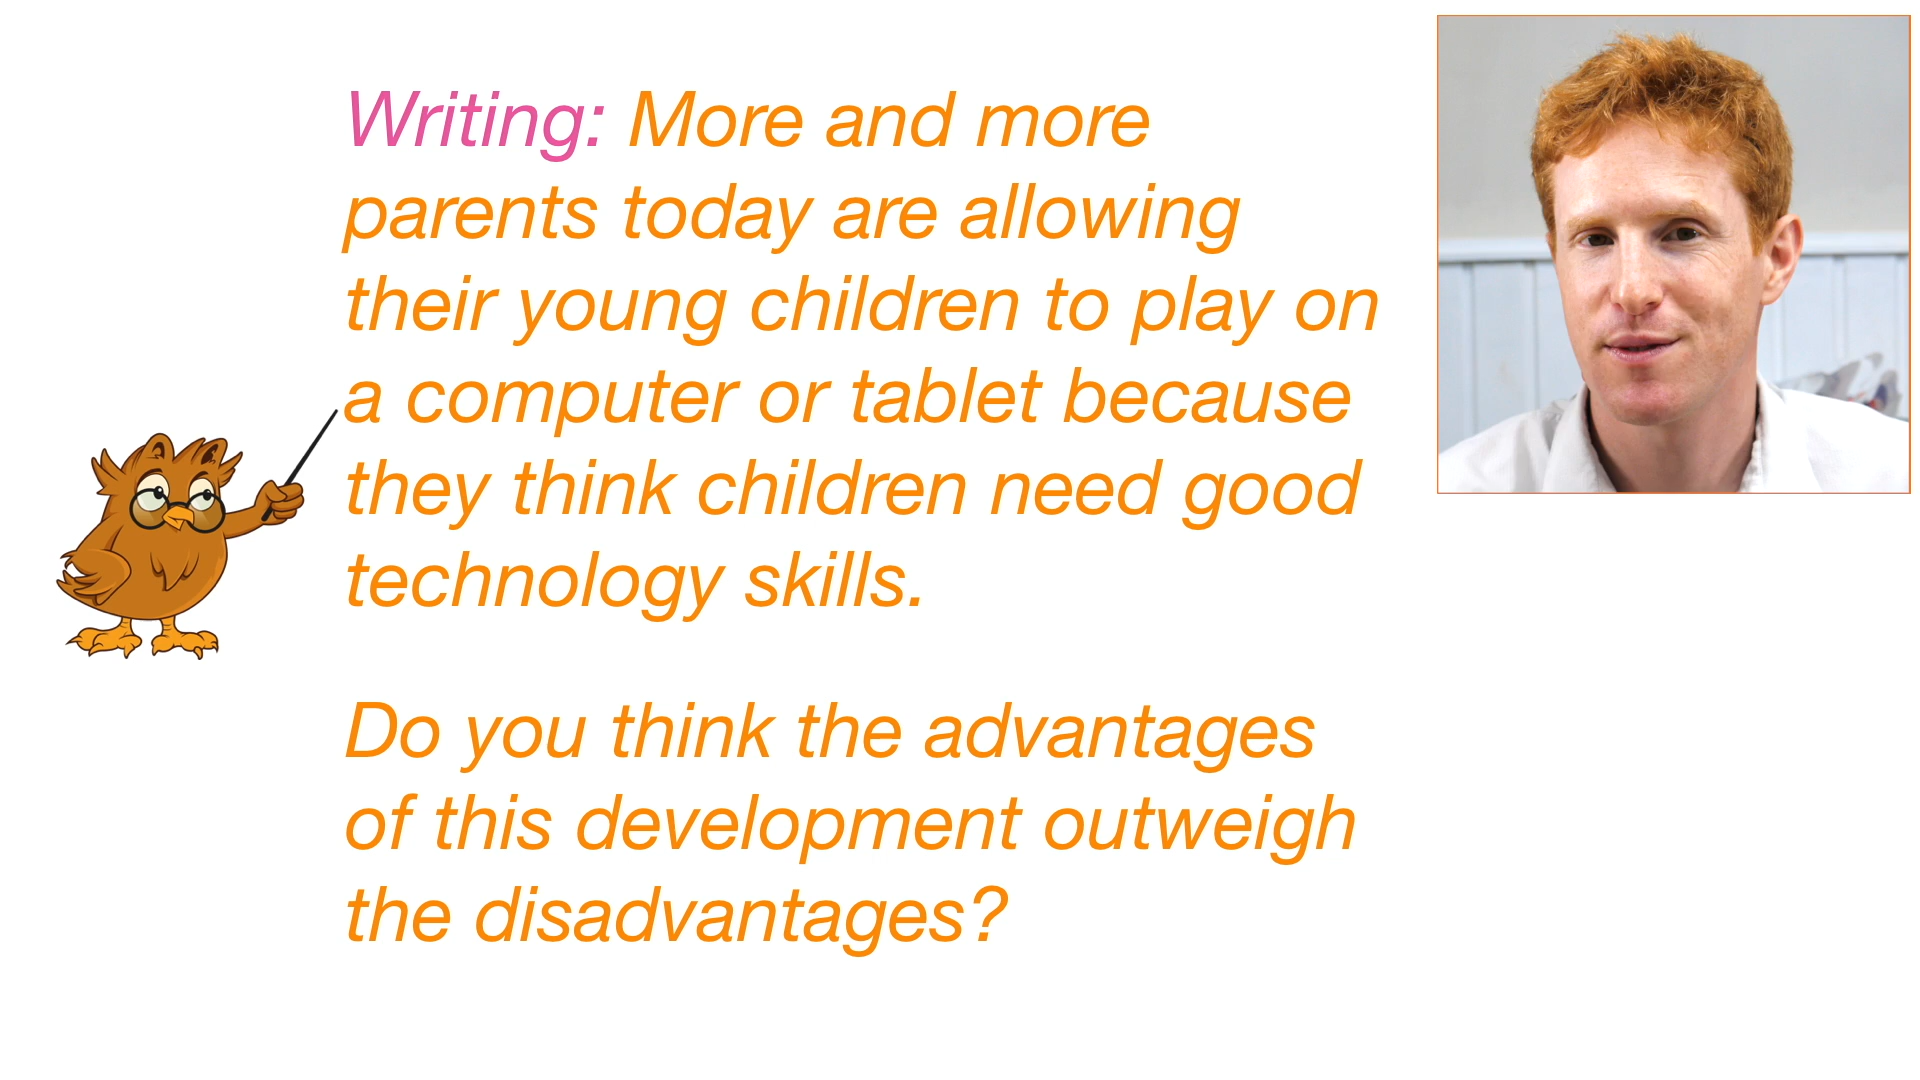 Writing: More and more
parents today are allowing
their young children to play on
a computer or tablet because
they think children need good
technology skills.
Do you think the advantages
of this development outweigh
the disadvantages?